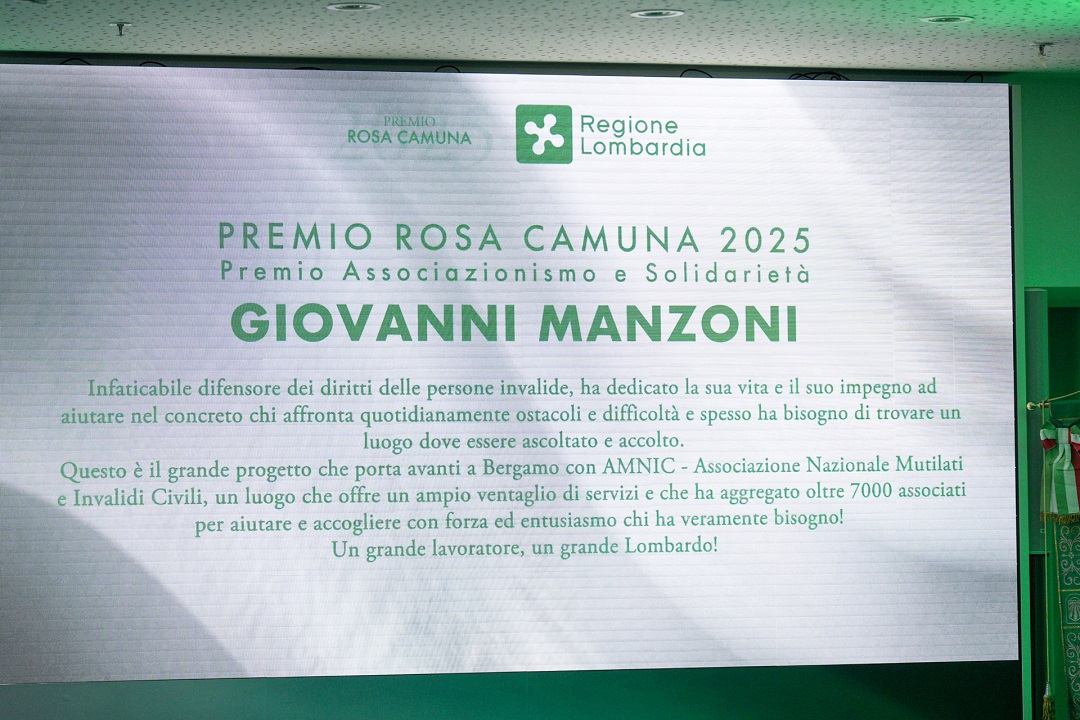 PREMIO
ROSA CAMUNA
Regione
Lombardia
PREMIO ROSA CAMUNA 2025
Premio Associazionismo e Solidarietà
GIOVANNI MANZONI
Infaticabile difensore dei diritti delle persone invalide, ha dedicato la sua vita e il suo impegno ad
aiutare nel concreto chi affronta quotidianamente ostacoli e difficoltà e spesso ha bisogno di trovare un
luogo dove essere ascoltato e accolto.
Questo è il grande progetto che porta avanti a Bergamo con AMNIC - Associazione Nazionale Mutilati
e Invalidi Civili, un luogo che offre un ampio ventaglio di servizi e che ha aggregato oltre 7000 associati
per aiutare e accogliere con forza ed entusiasmo chi ha veramente bisogno!
Un grande lavoratore, un grande Lombardo!